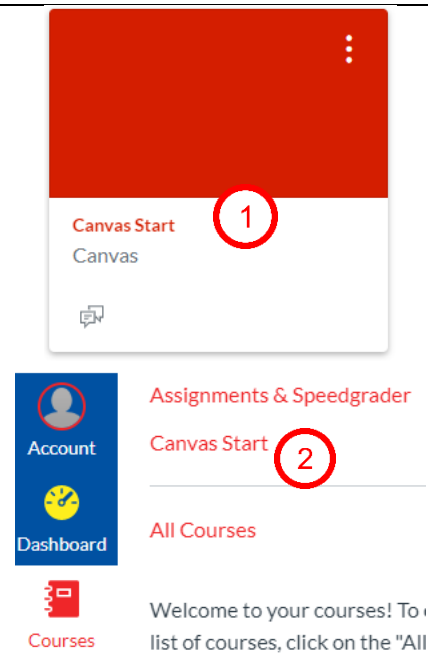 1
Canvas Start
Canvas
Assignments & Speedgrader
Account
Canvas Start
2
Dashboard
All Courses
Courses
Welcome to your courses! To
list of courses, click on the "All